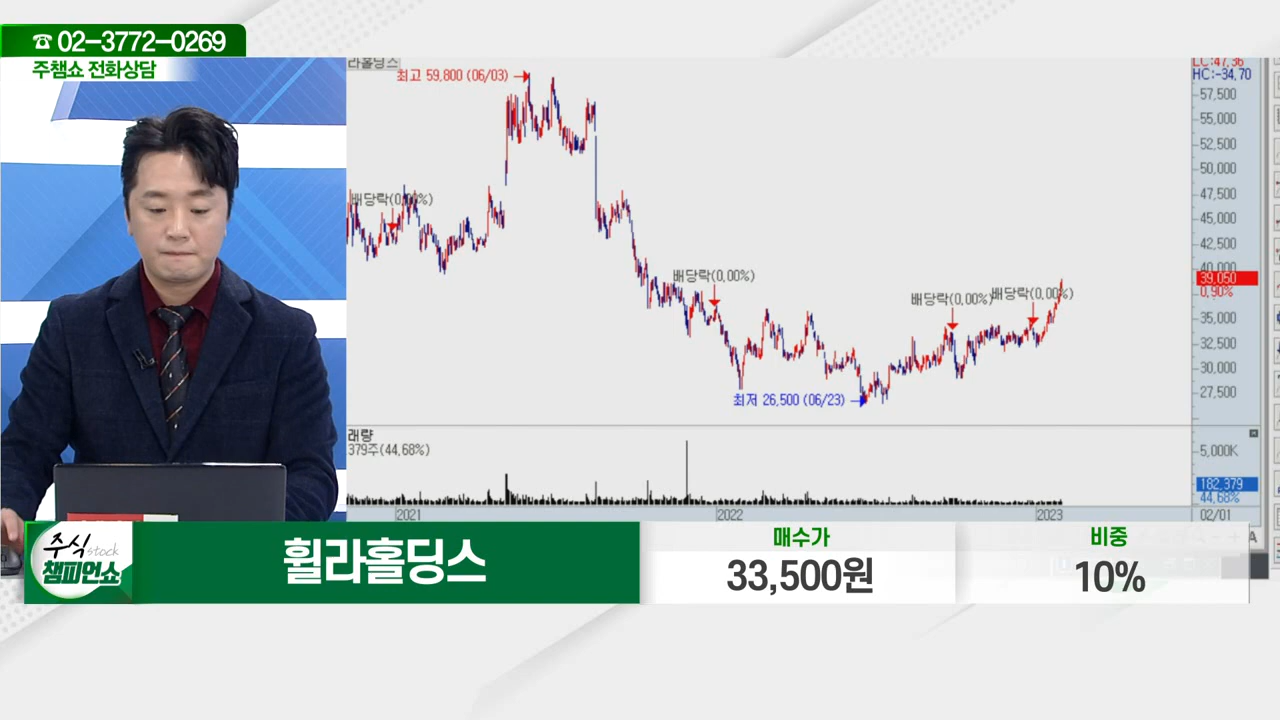 ☎ 02-3772-0269
주챔쇼 전화상담
라홀딩스
최고 59,800 (06/03)
LC:47,36
HC:-34,70
57,500
55,000
52,500
50,000
47,500
45,000
42,500
40,000
39,050
0,90%
35,000
32,500
30,000
27,500
배당락(0,00%)
배당락(0,00%)
배당락(0,00%)
배당락(0,00%)
최저 26,500 (06/23)
래량
379주(44,68%)
5,000K
182,379
44,68%
2021
2022
2023
02/01
주식 stock
챔피언쇼
휠라홀딩스
매수가
33,500원
비중
10%